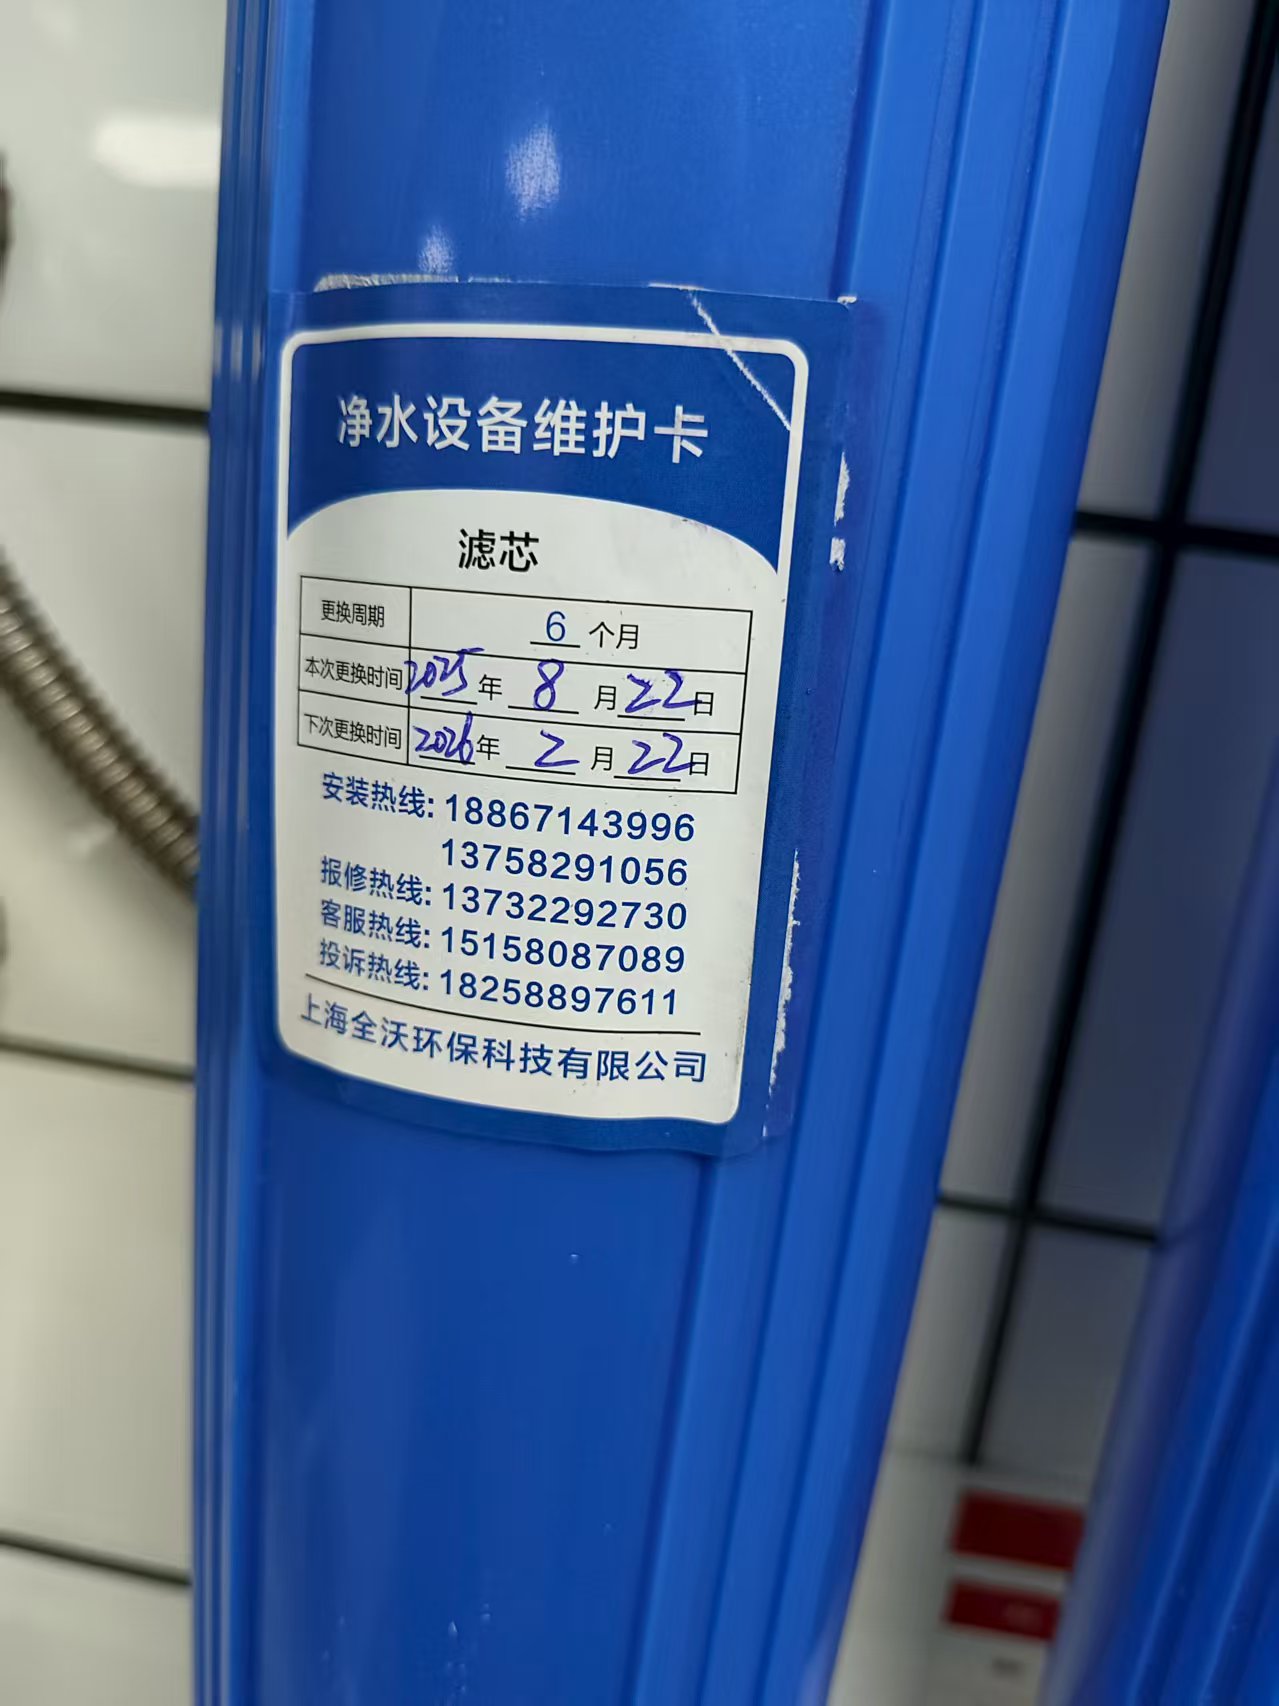 净水设备维护卡
滤芯
更换周期 6 个月
本次更换时间 2025 年 8 月 22 日
下次更换时间 2026 年 2 月 22 日
安装热线: 18867143996
13758291056
报修热线: 13732292730
客服热线: 15158087089
投诉热线: 18258897611
上海全沃环保科技有限公司